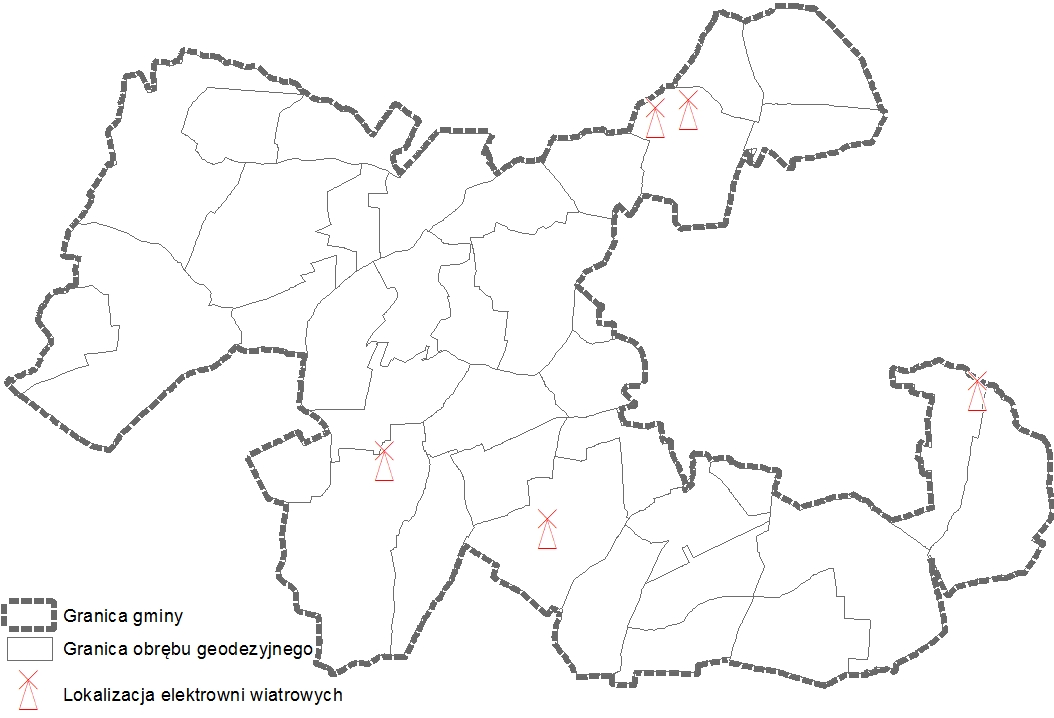 Granica gminy
Granica obrębu geodezyjnego
Lokalizacja elektrowni wiatrowych